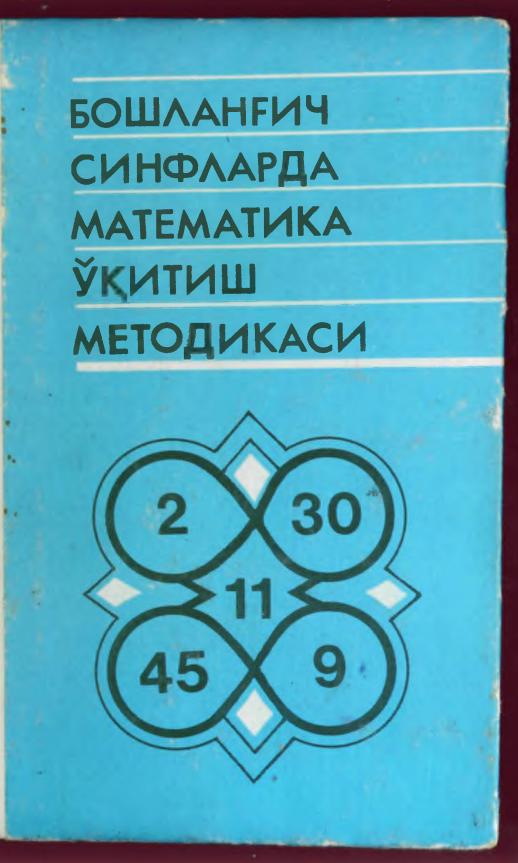 БОШЛАНҒИЧ
СИНФЛАРДА
МАТЕМАТИКА
ЎҚИТИШ
МЕТОДИКАСИ
2 30
11
45 9